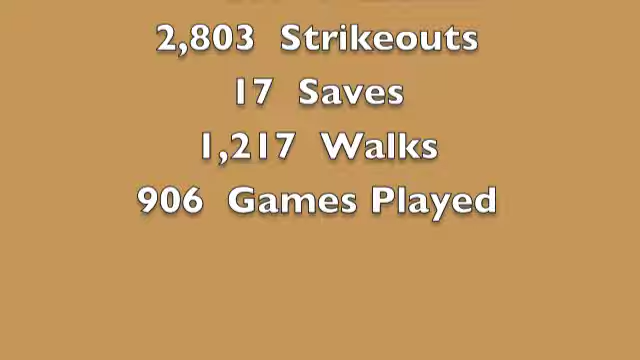 2,803 Strikeouts
17 Saves
1,217 Walks
906 Games Played